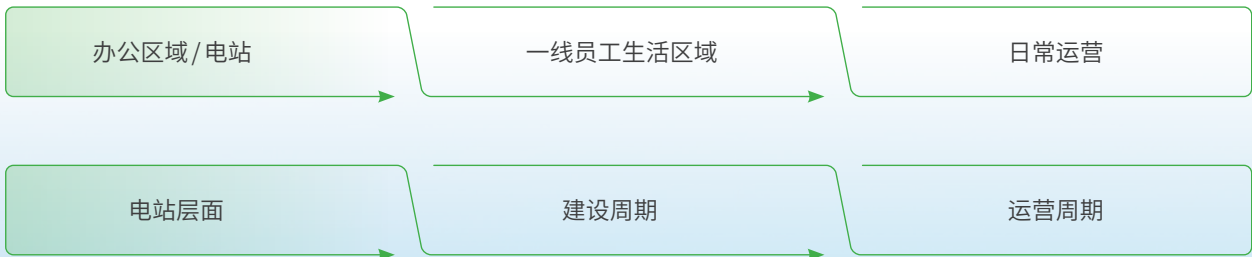 办公区域/电站
一线员工生活区域
日常运营
电站层面
建设周期
运营周期